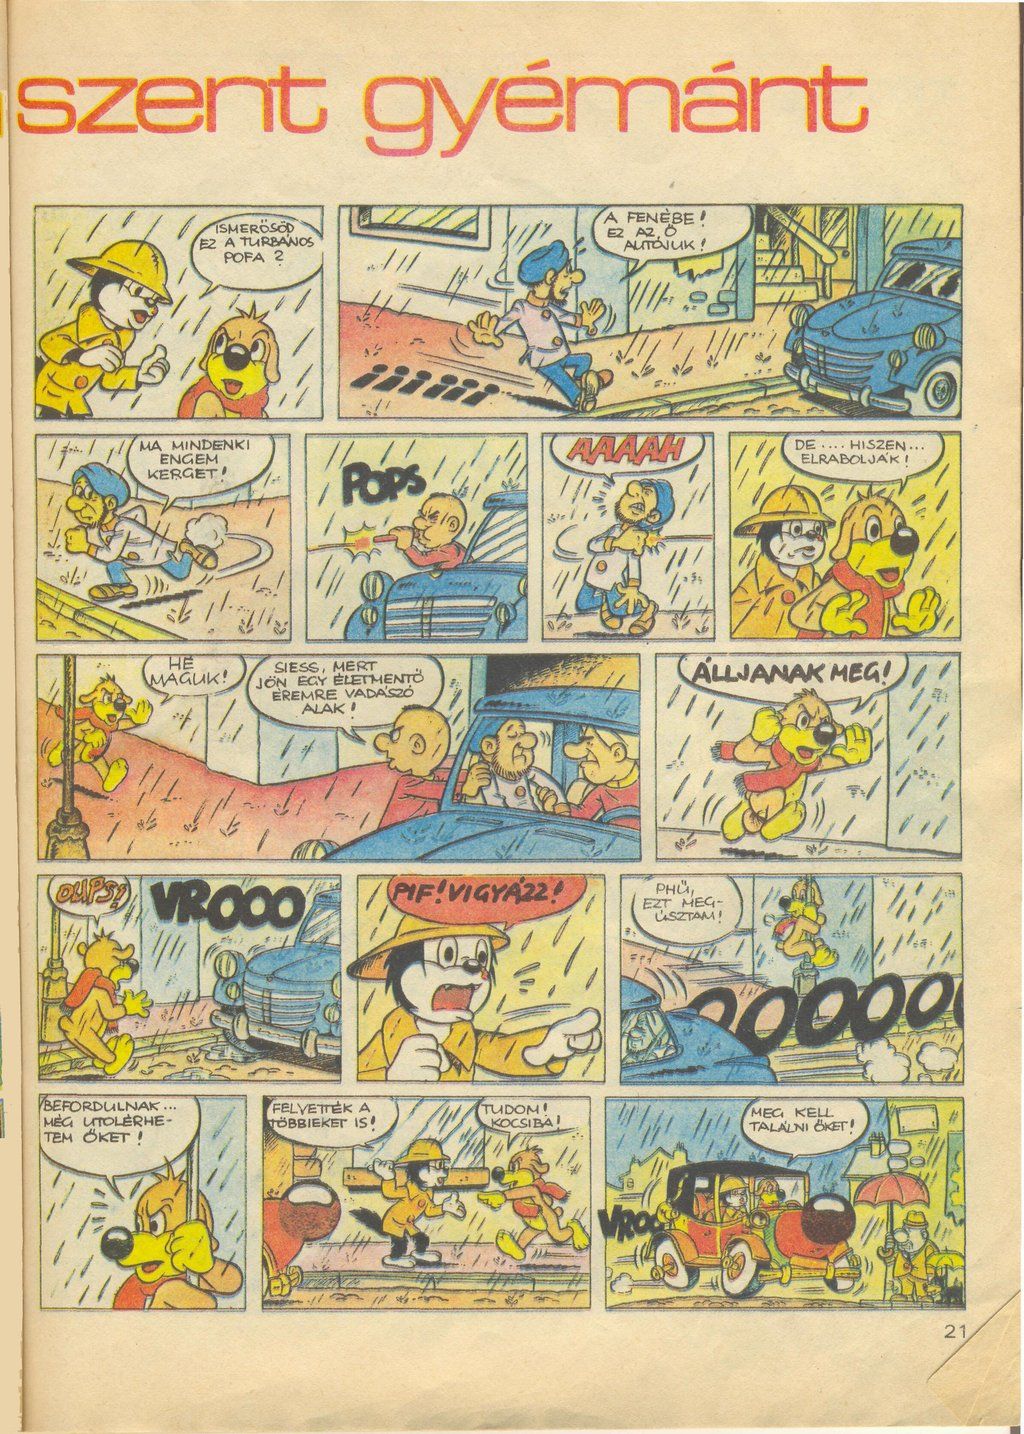 szent gyémánt
ISMERŐSÖD
EZ A TURBÁNOS
POFA ?
A FENÉBE !
EZ AZ Ő
AUTÓJUK !
iiiiii
MA MINDENKI
ENGEM
KERGET !
POPS
AAAAH
DE .... HISZEN...
ELRABOLJÁK !
HÉ
MAGUK !
SIESS, MERT
JÖN EGY ÉLETMENTŐ
ÉREMRE VADÁSZÓ
ALAK !
ÁLLJANAK MEG!
OUPS!
VROOO
PIF! VIGYÁZZ!
PHŰ,
EZT MEG-
ÚSZTAM!
OOOOOO
BEFORDULNAK...
MÉG UTOLÉRHE-
TEM ŐKET !
FELVETTÉK A
TÖBBIEKET IS !
TUDOM !
KOCSIBA !
MEG KELL
TALÁLNI ŐKET !
VROO
21